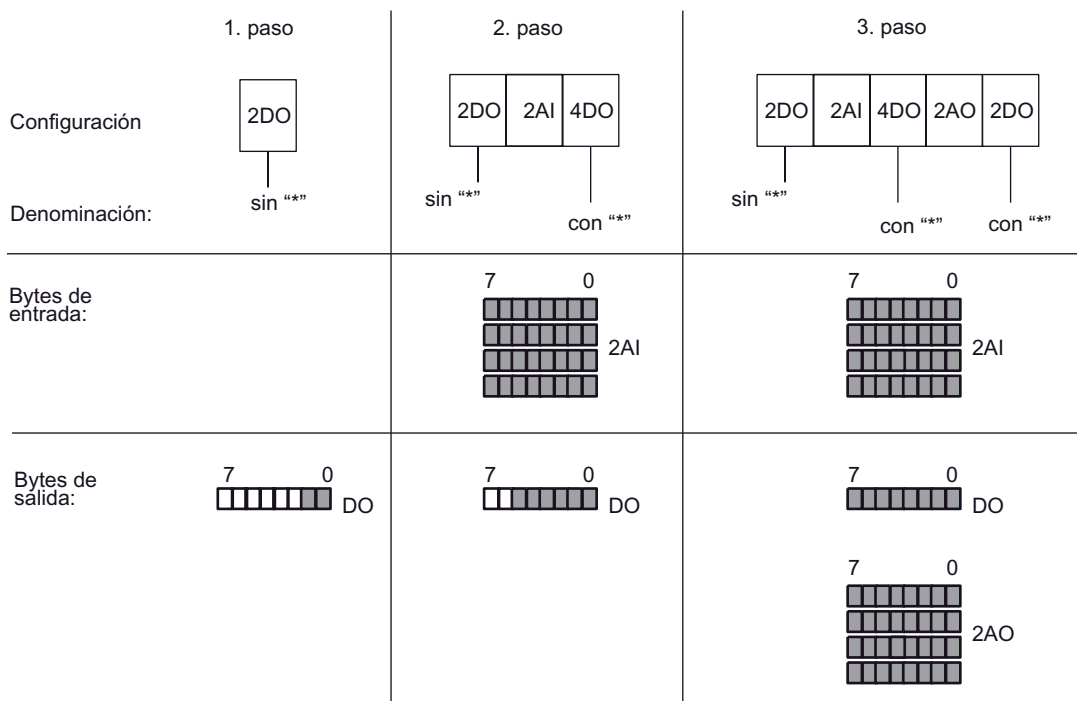 1. paso
2. paso
3. paso
Configuración
2DO
2DO 2AI 4DO
2DO 2AI 4DO 2AO 2DO
Denominación:
sin “*”
sin “*”
con “*”
sin “*”
con “*”
con “*”
Bytes de
entrada:
7 0
2AI
7 0
2AI
Bytes de
salida:
7 0
DO
7 0
DO
7 0
DO
7 0
2AO